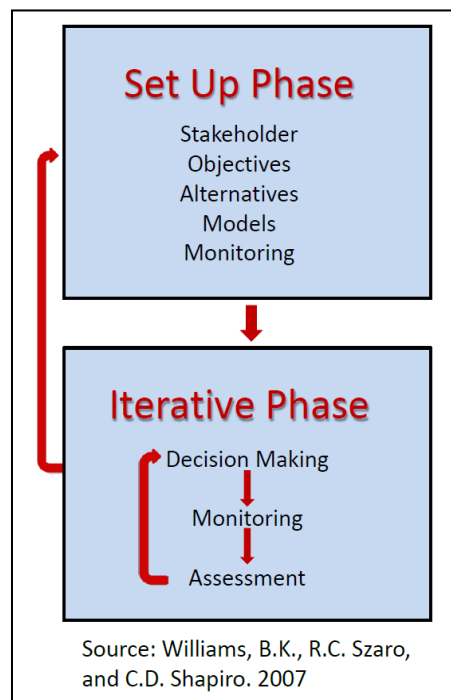 Set Up Phase
Stakeholder
Objectives
Alternatives
Models
Monitoring
Iterative Phase
Decision Making
Monitoring
Assessment
Source: Williams, B.K., R.C. Szaro,
and C.D. Shapiro. 2007